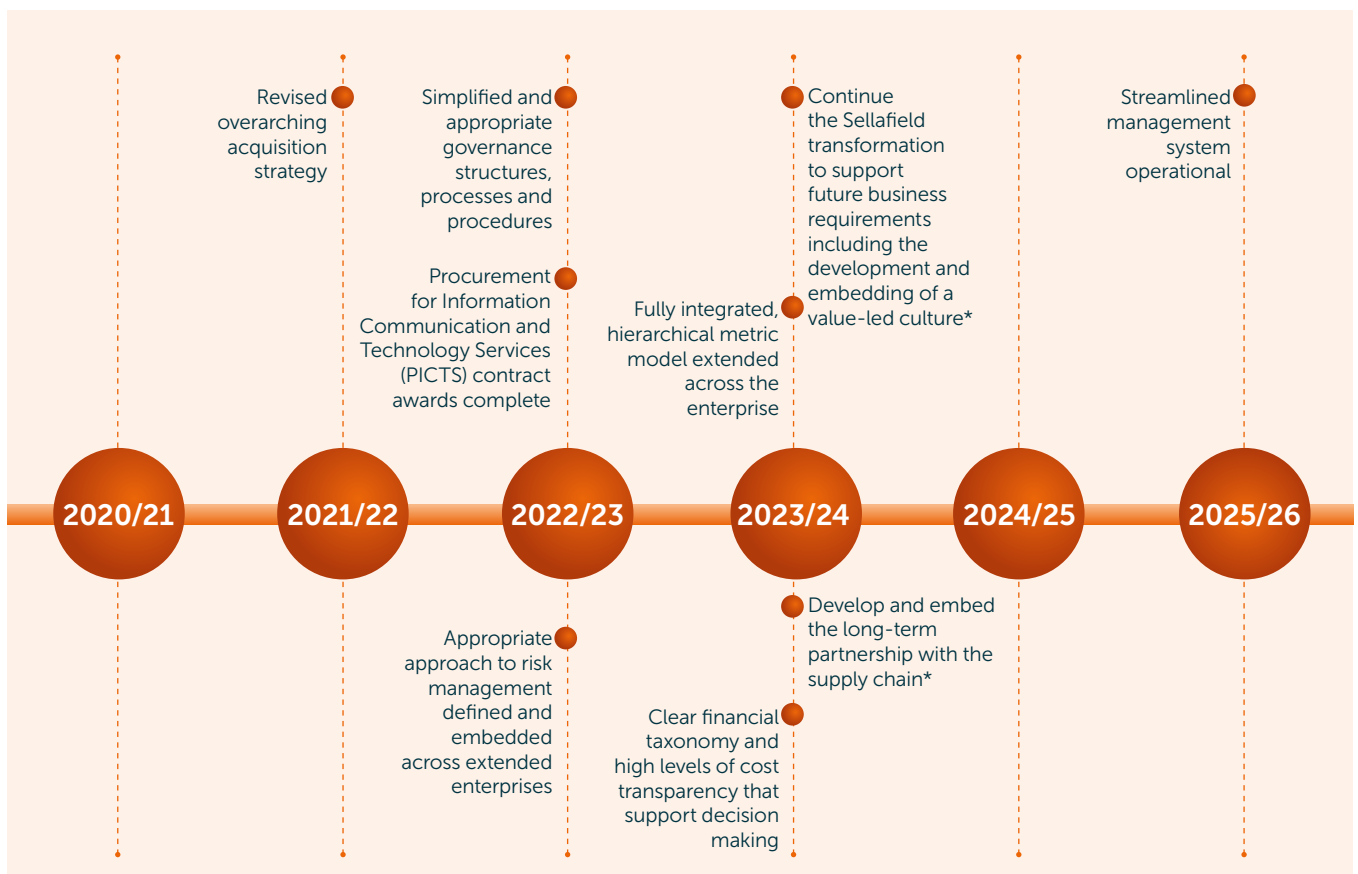 Revised
overarching
acquisition
strategy
Simplified and
appropriate
governance
structures,
processes and
procedures
Procurement
for Information
Communication and
Technology Services
(PICTS) contract
awards complete
Continue
the Sellafield
transformation
to support
future business
requirements
including the
development and
embedding of a
value-led culture*
Fully integrated,
hierarchical metric
model extended
across the
enterprise
Streamlined
management
system
operational
2020/21
2021/22
2022/23
2023/24
2024/25
2025/26
Appropriate
approach to risk
management
defined and
embedded
across extended
enterprises
Develop and embed
the long-term
partnership with the
supply chain*
Clear financial
taxonomy and
high levels of cost
transparency that
support decision
making